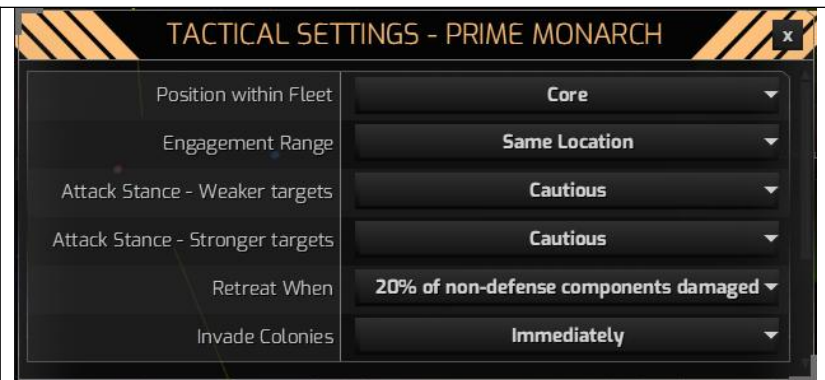 TACTICAL SETTINGS - PRIME MONARCH
x
Position within Fleet Core
Engagement Range Same Location
Attack Stance - Weaker targets Cautious
Attack Stance - Stronger targets Cautious
Retreat When 20% of non-defense components damaged
Invade Colonies Immediately